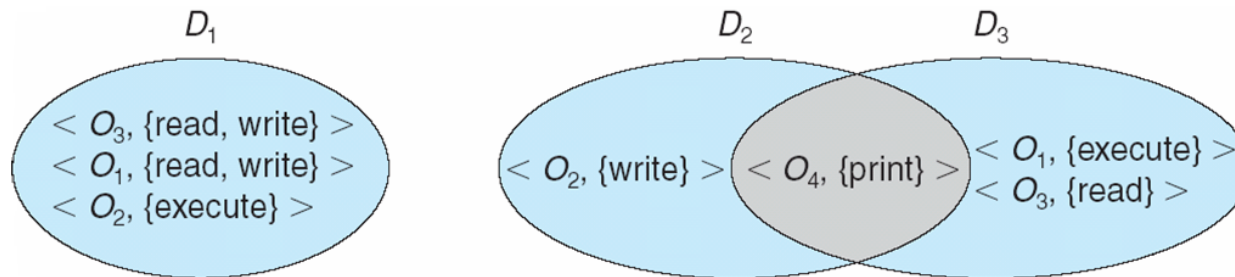 D₁
D₂
D₃
< O₃, {read, write} >
< O₁, {read, write} >
< O₂, {execute} >
< O₂, {write} >
< O₄, {print} >
< O₁, {execute} >
< O₃, {read} >